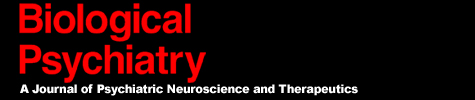 Biological
Psychiatry
A Journal of Psychiatric Neuroscience and Therapeutics